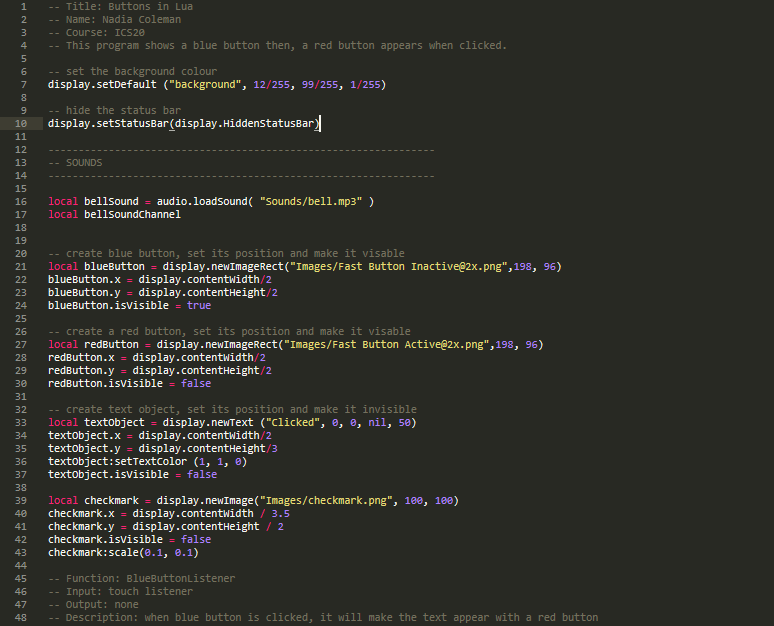 1 -- Title: Buttons in Lua
2 -- Name: Nadia Coleman
3 -- Course: ICS20
4 -- This program shows a blue button then, a red button appears when clicked.
5
6 -- set the background colour
7 display.setDefault ("background", 12/255, 99/255, 1/255)
8
9 -- hide the status bar
10 display.setStatusBar(display.HiddenStatusBar)
11
12 ----------------------------------------------------------------
13 -- SOUNDS
14 ----------------------------------------------------------------
15
16 local bellSound = audio.loadSound( "Sounds/bell.mp3" )
17 local bellSoundChannel
18
19
20 -- create blue button, set its position and make it visable
21 local blueButton = display.newImageRect("Images/Fast Button Inactive@2x.png",198, 96)
22 blueButton.x = display.contentWidth/2
23 blueButton.y = display.contentHeight/2
24 blueButton.isVisible = true
25
26 -- create a red button, set its position and make it visable
27 local redButton = display.newImageRect("Images/Fast Button Active@2x.png",198, 96)
28 redButton.x = display.contentWidth/2
29 redButton.y = display.contentHeight/2
30 redButton.isVisible = false
31
32 -- create text object, set its position and make it invisible
33 local textObject = display.newText ("Clicked", 0, 0, nil, 50)
34 textObject.x = display.contentWidth/2
35 textObject.y = display.contentHeight/3
36 textObject:setTextColor (1, 1, 0)
37 textObject.isVisible = false
38
39 local checkmark = display.newImage("Images/checkmark.png", 100, 100)
40 checkmark.x = display.contentWidth / 3.5
41 checkmark.y = display.contentHeight / 2
42 checkmark.isVisible = false
43 checkmark:scale(0.1, 0.1)
44
45 -- Function: BlueButtonListener
46 -- Input: touch listener
47 -- Output: none
48 -- Description: when blue button is clicked, it will make the text appear with a red button